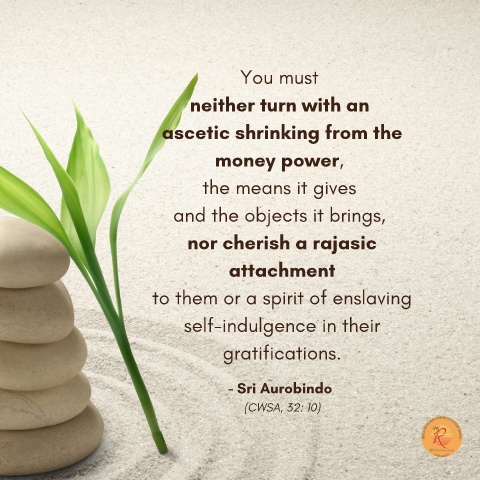 You must
neither turn with an
ascetic shrinking from the
money power,
the means it gives
and the objects it brings,
nor cherish a rajasic
attachment
to them or a spirit of enslaving
self-indulgence in their
gratifications.
- Sri Aurobindo
(CWSA, 32: 10)